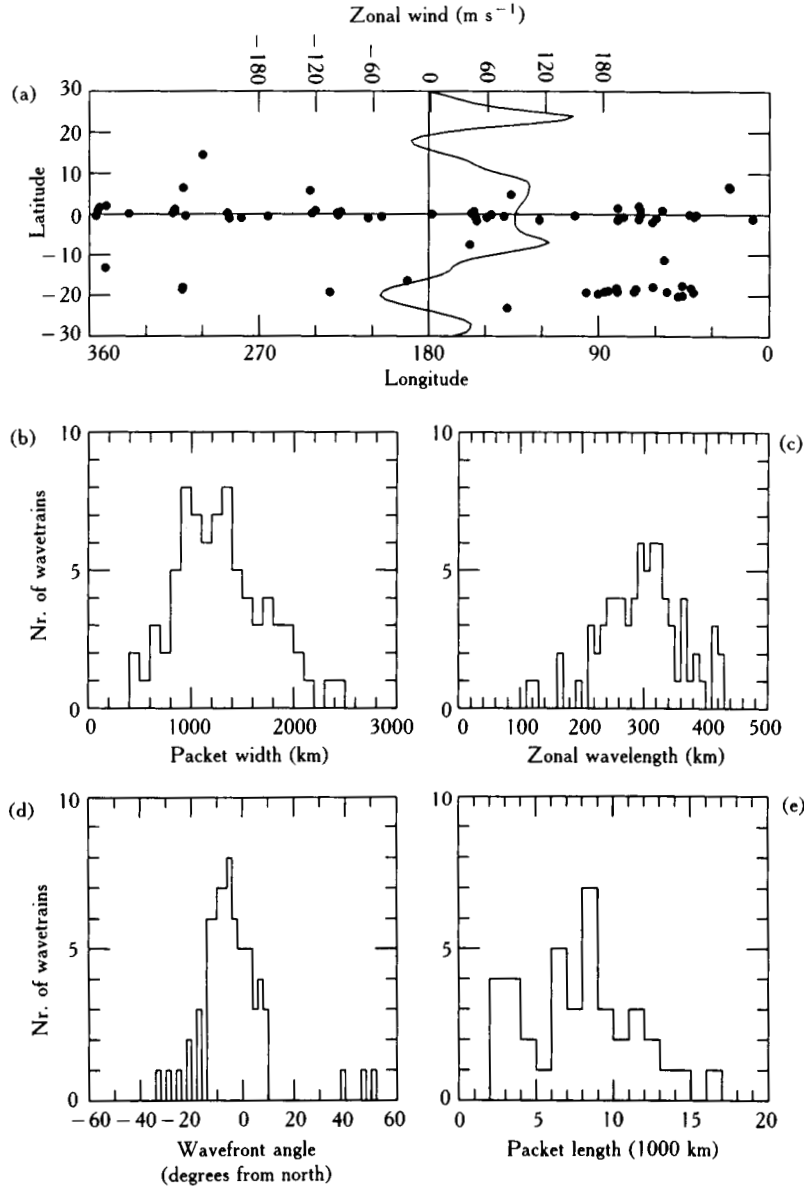 Zonal wind (m s⁻¹)
−180 −120 −60 0 60 120 180
(a)
30
20
10
0
−10
−20
−30
Latitude
360 270 180 90 0
Longitude
(b)
10
5
0
Nr. of wavetrains
0 1000 2000 3000
Packet width (km)
(c)
10
5
0
0 100 200 300 400 500
Zonal wavelength (km)
(d)
10
5
0
Nr. of wavetrains
−60 −40 −20 0 20 40 60
Wavefront angle
(degrees from north)
(e)
10
5
0
0 5 10 15 20
Packet length (1000 km)